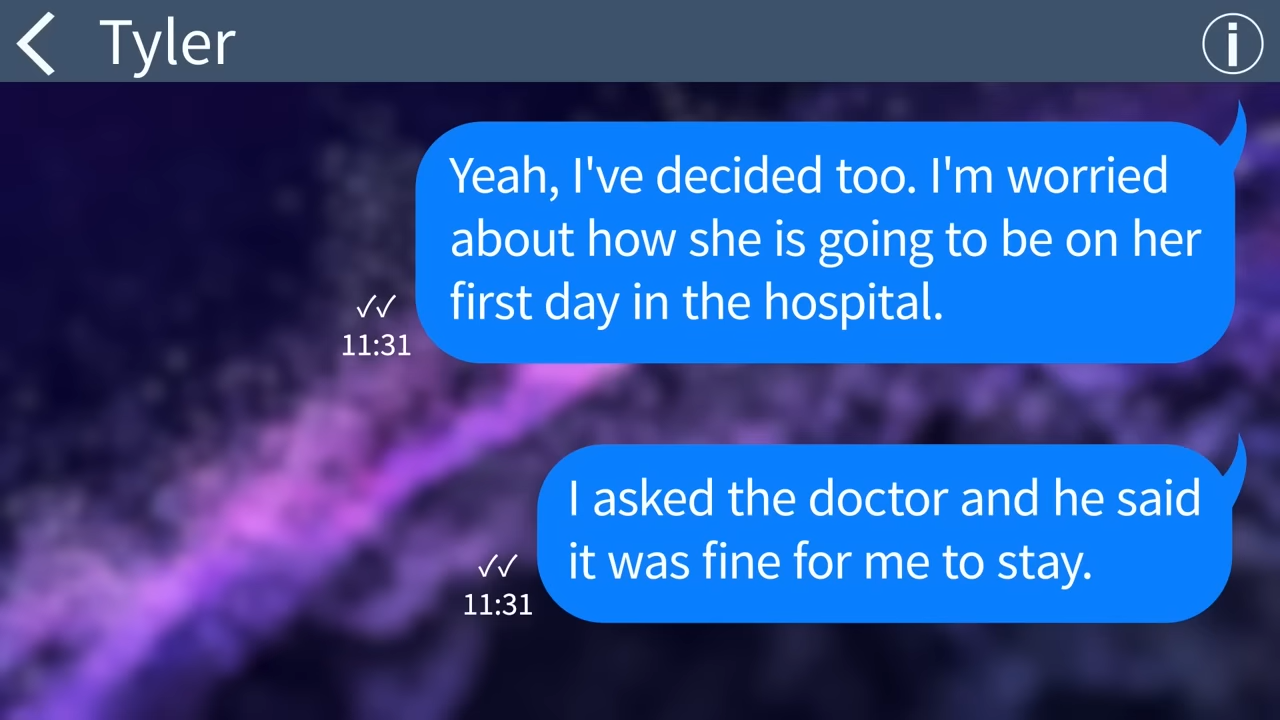 Tyler
Yeah, I've decided too. I'm worried
about how she is going to be on her
first day in the hospital.
11:31
I asked the doctor and he said
it was fine for me to stay.
11:31